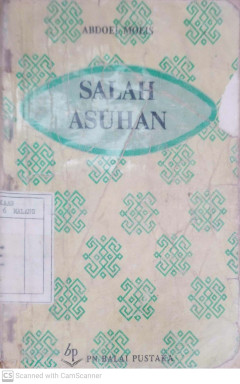 ABDOEL MOEIS
SALAH
ASUHAN
bp PN BALAI PUSTAKA
CS Scanned with CamScanner